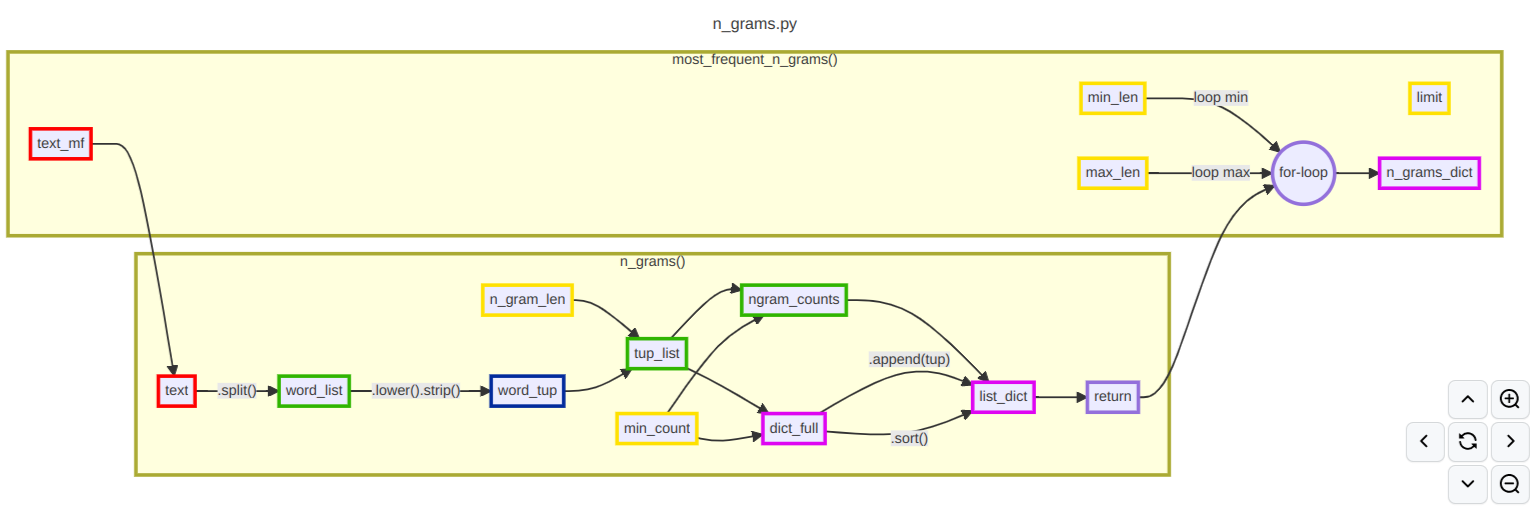 n_grams.py
most_frequent_n_grams()
min_len
loop min
limit
text_mf
max_len
loop max
for-loop
n_grams_dict
n_grams()
n_gram_len
ngram_counts
tup_list
.append(tup)
text
.split()
word_list
.lower().strip()
word_tup
list_dict
return
min_count
dict_full
.sort()